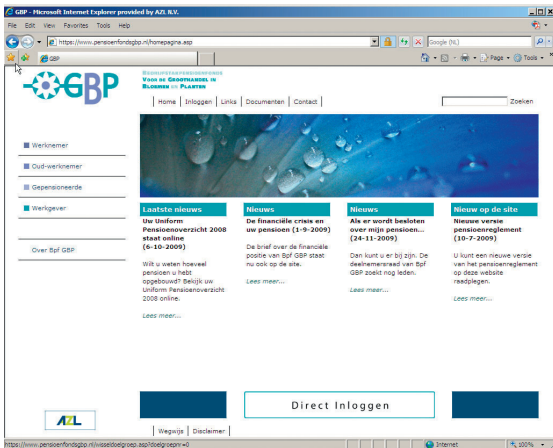 GBP - Microsoft Internet Explorer provided by AZL N.V.
File Edit View Favorites Tools Help
https://www.pensioenfondsgbp.nl/homepagina.asp
Google (NL)
GBP
Page Tools
GBP
Bedrijfstakpensioenfonds
Voor de Groothandel in
Bloemen en Planten
Home | Inloggen | Links | Documenten | Contact |
Zoeken
Werknemer
Oud-werknemer
Gepensioneerde
Werkgever
Over Bpf GBP
Laatste nieuws
Uw Uniform
Pensioenoverzicht 2008
staat online
(6-10-2009)
Wilt u weten hoeveel
pensioen u hebt
opgebouwd? Bekijk uw
Uniform Pensioenoverzicht
2008 online.
Lees meer...
Nieuws
De financiële crisis en
uw pensioen (1-9-2009)
De brief over de financiële
positie van Bpf GBP staat
nu ook op de site.
Lees meer...
Nieuws
Als er wordt besloten
over mijn pensioen...
(24-11-2009)
Dan kunt u er bij zijn. De
deelnemersraad van Bpf
GBP zoekt nog leden.
Lees meer...
Nieuw op de site
Nieuwe versie
pensioenreglement
(10-7-2009)
U kunt een nieuwe versie
van het pensioenreglement
op deze website
raadplegen.
Lees meer...
Direct Inloggen
AZL
Wegwijs | Disclaimer |
https://www.pensioenfondsgbp.nl/wisseldoelgroep.asp?doelgroepnr=0
Internet
100%